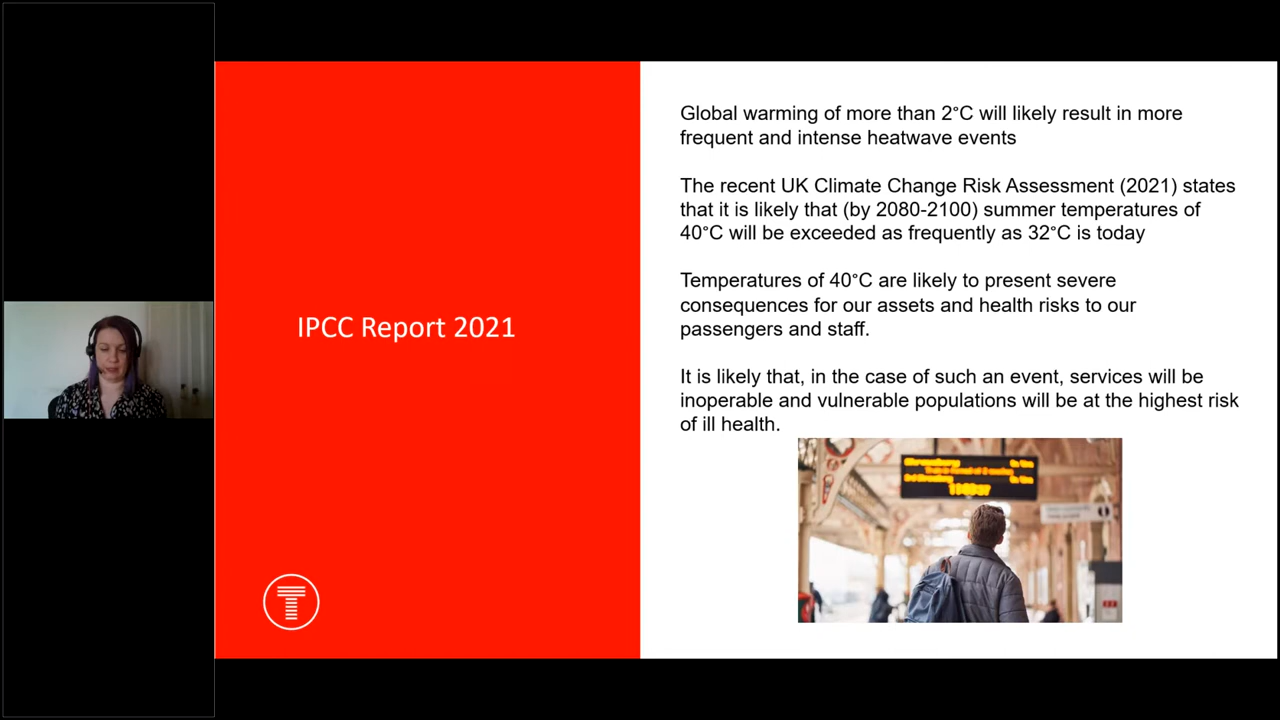 IPCC Report 2021
T
Global warming of more than 2°C will likely result in more
frequent and intense heatwave events
The recent UK Climate Change Risk Assessment (2021) states
that it is likely that (by 2080-2100) summer temperatures of
40°C will be exceeded as frequently as 32°C is today
Temperatures of 40°C are likely to present severe
consequences for our assets and health risks to our
passengers and staff.
It is likely that, in the case of such an event, services will be
inoperable and vulnerable populations will be at the highest risk
of ill health.